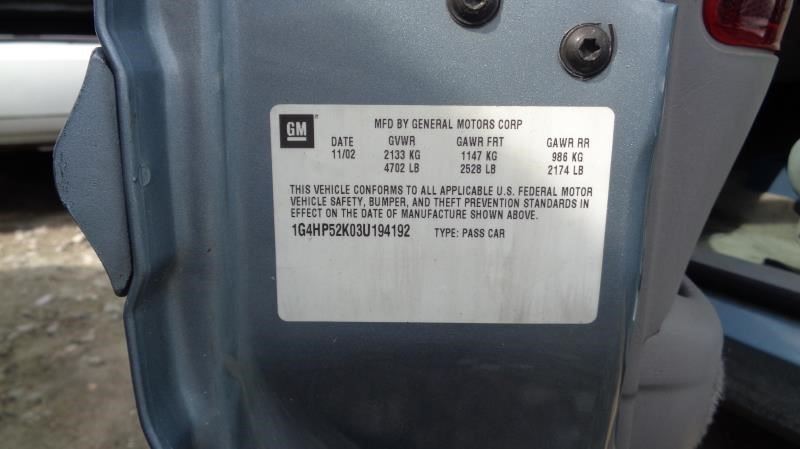 GM ® MFD BY GENERAL MOTORS CORP
DATE GVWR GAWR FRT GAWR RR
11/02 2133 KG 1147 KG 986 KG
4702 LB 2528 LB 2174 LB
THIS VEHICLE CONFORMS TO ALL APPLICABLE U.S. FEDERAL MOTOR
VEHICLE SAFETY, BUMPER, AND THEFT PREVENTION STANDARDS IN
EFFECT ON THE DATE OF MANUFACTURE SHOWN ABOVE.
1G4HP52K03U194192 TYPE: PASS CAR